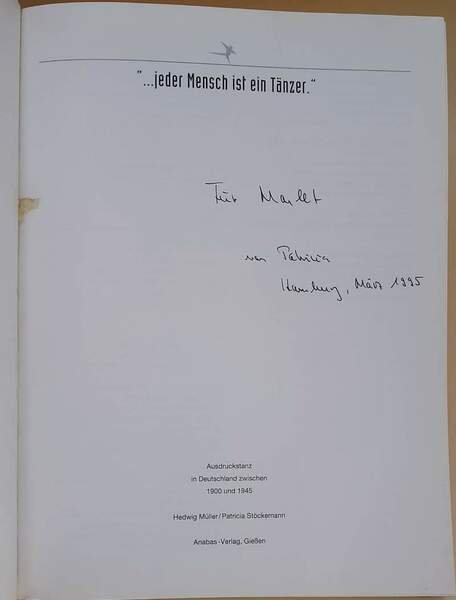 "...jeder Mensch ist ein Tänzer."
Für Marlet
von Patricia
Hamburg, März 1995
Ausdruckstanz
in Deutschland zwischen
1900 und 1945
Hedwig Müller/Patricia Stöckemann
Anabas-Verlag, Gießen